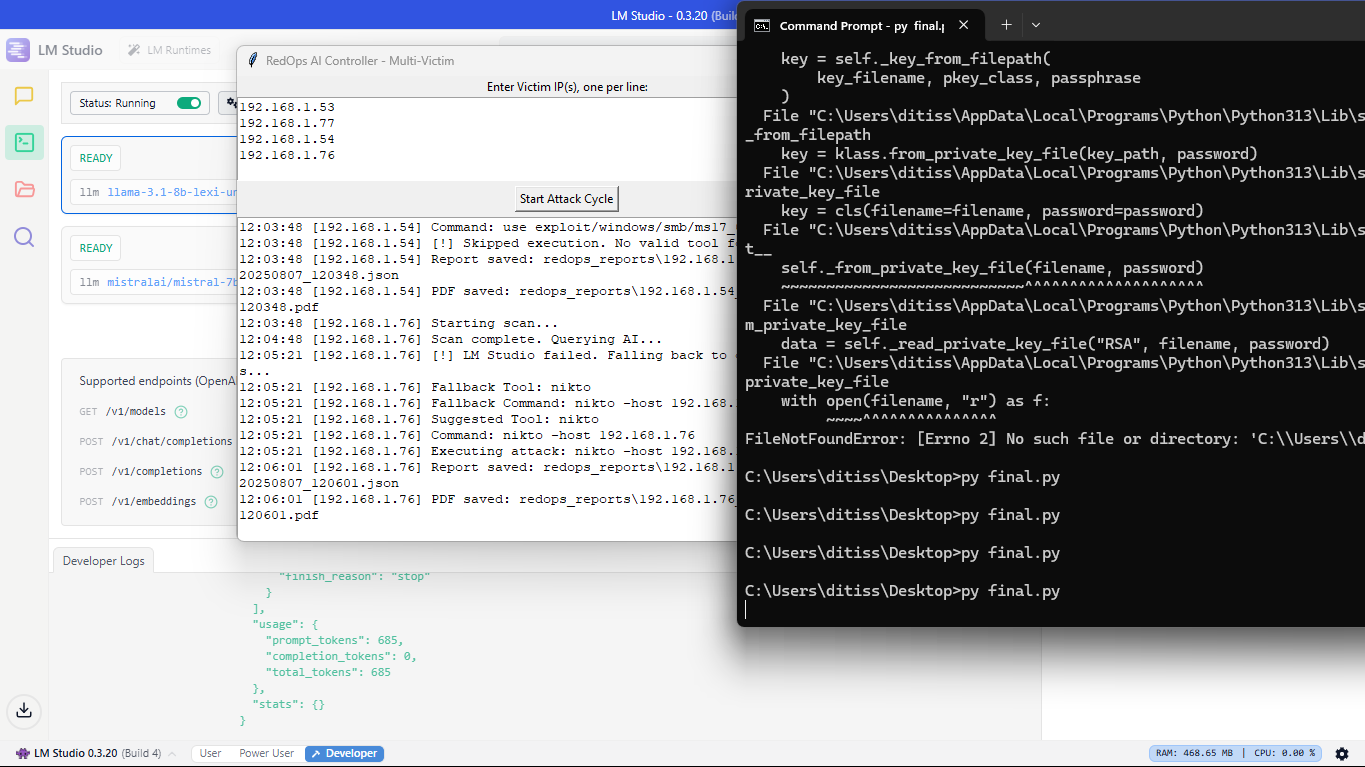 LM Studio - 0.3.20 (Build
LM Studio
LM Runtimes
Status: Running
READY
llm llama-3.1-8b-lexi-un
READY
llm mistralai/mistral-7b
Supported endpoints (OpenA
GET /v1/models
POST /v1/chat/completions
POST /v1/completions
POST /v1/embeddings
Developer Logs
"finish_reason": "stop"
}
],
"usage": {
"prompt_tokens": 685,
"completion_tokens": 0,
"total_tokens": 685
},
"stats": {}
}
LM Studio 0.3.20 (Build 4)
User
Power User
Developer
RAM: 468.65 MB | CPU: 0.00 %
RedOps AI Controller - Multi-Victim
Enter Victim IP(s), one per line:
192.168.1.53
192.168.1.77
192.168.1.54
192.168.1.76
Start Attack Cycle
12:03:48 [192.168.1.54] Command: use exploit/windows/smb/ms17_
12:03:48 [192.168.1.54] [!] Skipped execution. No valid tool f
12:03:48 [192.168.1.54] Report saved: redops_reports\192.168.1
20250807_120348.json
12:03:48 [192.168.1.54] PDF saved: redops_reports\192.168.1.54_
120348.pdf
12:03:48 [192.168.1.76] Starting scan...
12:04:48 [192.168.1.76] Scan complete. Querying AI...
12:05:21 [192.168.1.76] [!] LM Studio failed. Falling back to
s...
12:05:21 [192.168.1.76] Fallback Tool: nikto
12:05:21 [192.168.1.76] Fallback Command: nikto -host 192.168.
12:05:21 [192.168.1.76] Suggested Tool: nikto
12:05:21 [192.168.1.76] Command: nikto -host 192.168.1.76
12:05:21 [192.168.1.76] Executing attack: nikto -host 192.168.
12:06:01 [192.168.1.76] Report saved: redops_reports\192.168.1
20250807_120601.json
12:06:01 [192.168.1.76] PDF saved: redops_reports\192.168.1.76_
120601.pdf
Command Prompt - py final.p
key = self._key_from_filepath(
key_filename, pkey_class, passphrase
)
File "C:\Users\ditiss\AppData\Local\Programs\Python\Python313\Lib\s
_from_filepath
key = klass.from_private_key_file(key_path, password)
File "C:\Users\ditiss\AppData\Local\Programs\Python\Python313\Lib\s
rivate_key_file
key = cls(filename=filename, password=password)
File "C:\Users\ditiss\AppData\Local\Programs\Python\Python313\Lib\s
t__
self._from_private_key_file(filename, password)
~~~~~~~~~~~~~~~~~~~~~~~~~~~^^^^^^^^^^^^^^^^^^^^
File "C:\Users\ditiss\AppData\Local\Programs\Python\Python313\Lib\s
m_private_key_file
data = self._read_private_key_file("RSA", filename, password)
File "C:\Users\ditiss\AppData\Local\Programs\Python\Python313\Lib\s
private_key_file
with open(filename, "r") as f:
~~~~^^^^^^^^^^^^^^^
FileNotFoundError: [Errno 2] No such file or directory: 'C:\\Users\\d
C:\Users\ditiss\Desktop>py final.py
C:\Users\ditiss\Desktop>py final.py
C:\Users\ditiss\Desktop>py final.py
C:\Users\ditiss\Desktop>py final.py